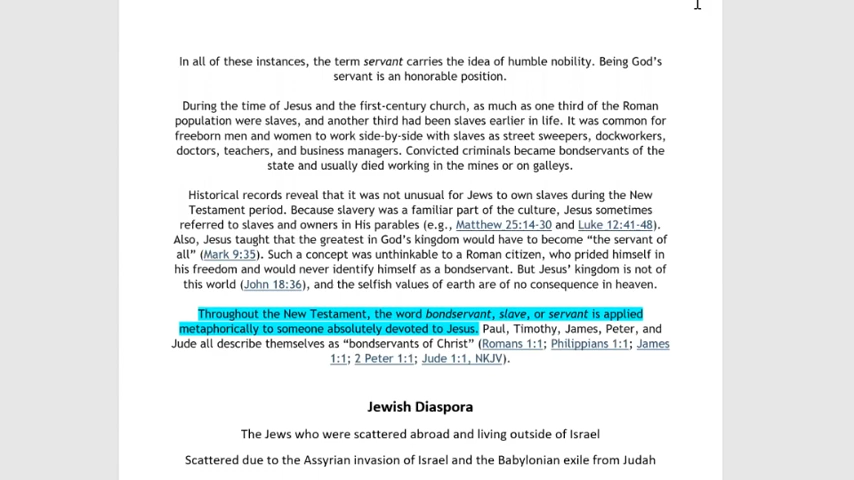 In all of these instances, the term servant carries the idea of humble nobility. Being God’s
servant is an honorable position.
During the time of Jesus and the first-century church, as much as one third of the Roman
population were slaves, and another third had been slaves earlier in life. It was common for
freeborn men and women to work side-by-side with slaves as street sweepers, dockworkers,
doctors, teachers, and business managers. Convicted criminals became bondservants of the
state and usually died working in the mines or on galleys.
Historical records reveal that it was not unusual for Jews to own slaves during the New
Testament period. Because slavery was a familiar part of the culture, Jesus sometimes
referred to slaves and owners in His parables (e.g., Matthew 25:14-30 and Luke 12:41-48).
Also, Jesus taught that the greatest in God’s kingdom would have to become “the servant of
all” (Mark 9:35). Such a concept was unthinkable to a Roman citizen, who prided himself in
his freedom and would never identify himself as a bondservant. But Jesus’ kingdom is not of
this world (John 18:36), and the selfish values of earth are of no consequence in heaven.
Throughout the New Testament, the word bondservant, slave, or servant is applied
metaphorically to someone absolutely devoted to Jesus. Paul, Timothy, James, Peter, and
Jude all describe themselves as “bondservants of Christ” (Romans 1:1; Philippians 1:1; James
1:1; 2 Peter 1:1; Jude 1:1, NKJV).
Jewish Diaspora
The Jews who were scattered abroad and living outside of Israel
Scattered due to the Assyrian invasion of Israel and the Babylonian exile from Judah